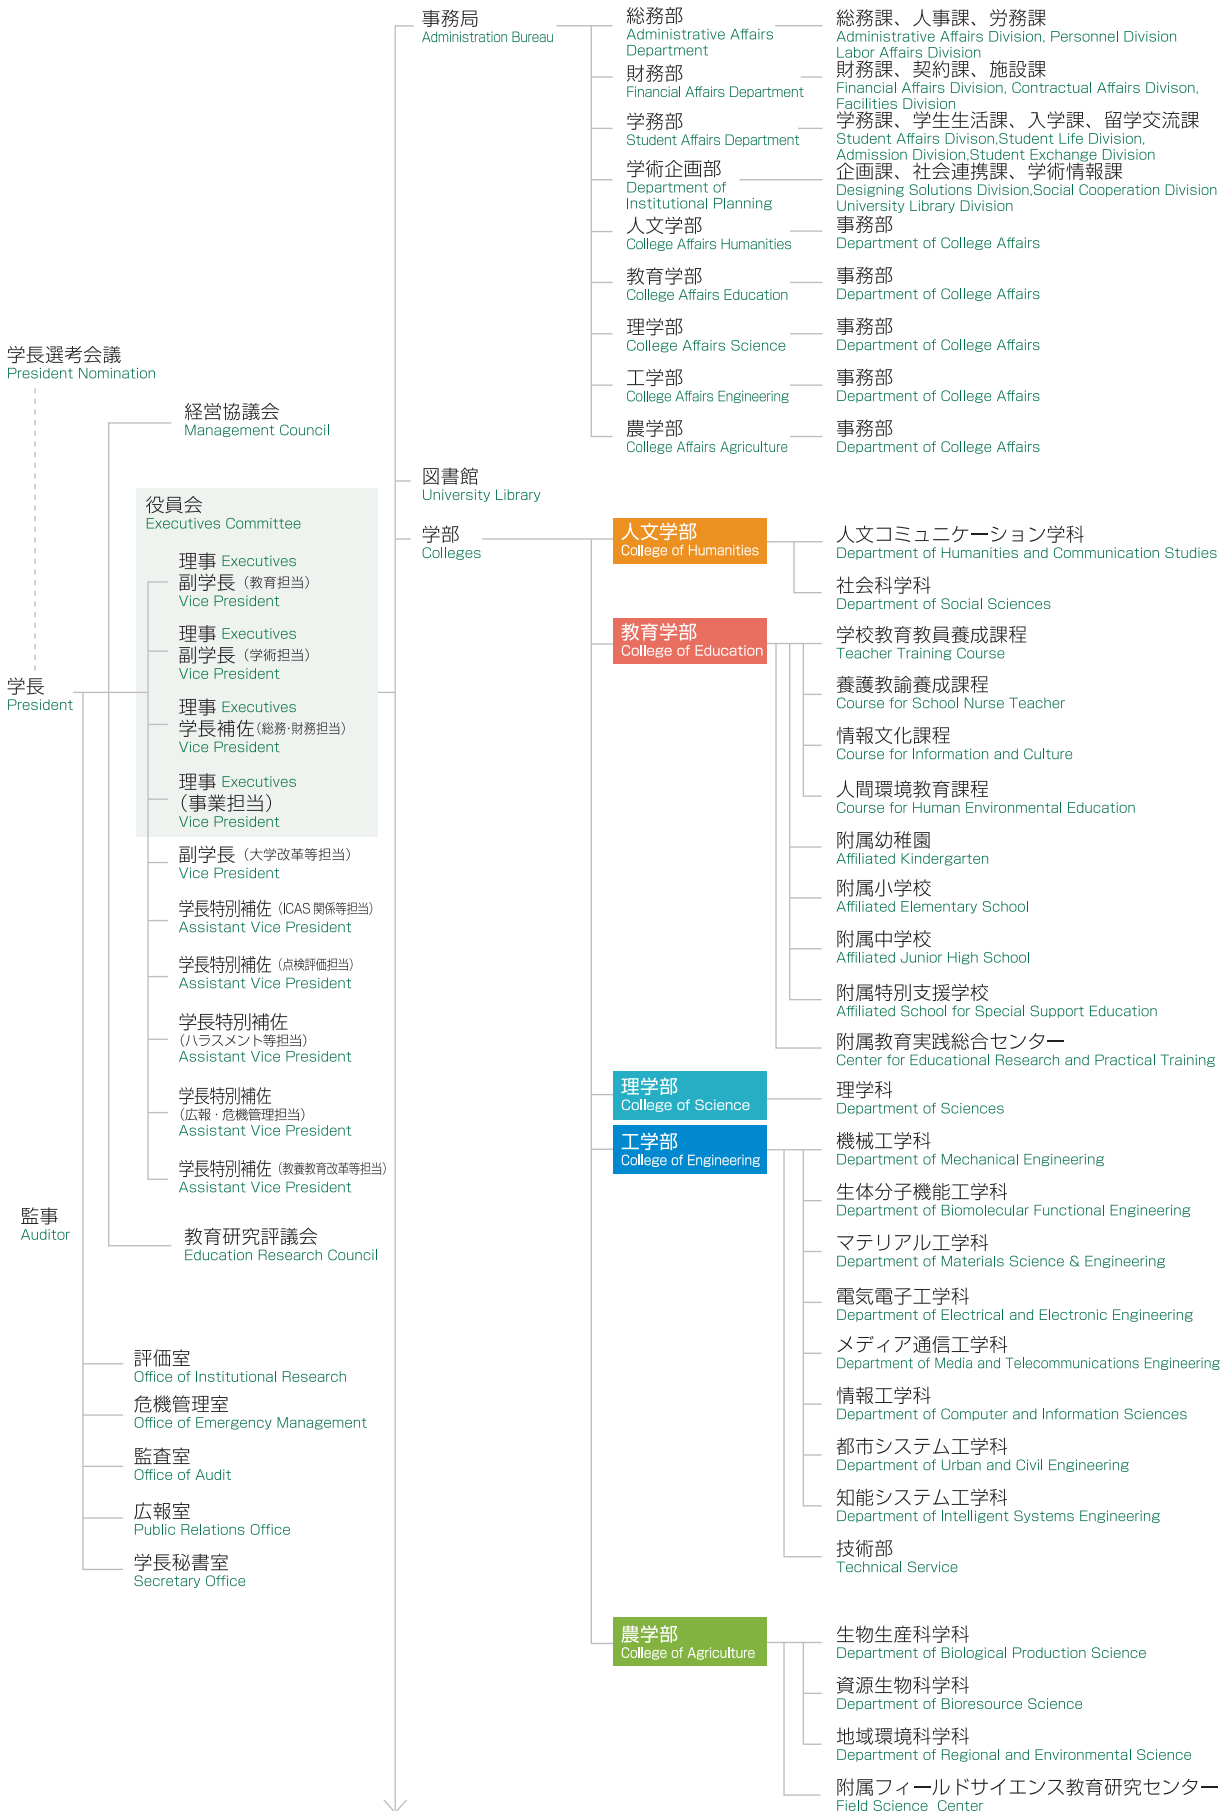 学長選考会議
President Nomination
学長
President
監事
Auditor
経営協議会
Management Council
役員会
Executives Committee
理事 Executives
副学長（教育担当）
Vice President
理事 Executives
副学長（学術担当）
Vice President
理事 Executives
学長補佐(総務･財務担当)
Vice President
理事 Executives
（事業担当）
Vice President
副学長（大学改革等担当）
Vice President
学長特別補佐（ICAS 関係等担当）
Assistant Vice President
学長特別補佐（点検評価担当）
Assistant Vice President
学長特別補佐
（ハラスメント等担当）
Assistant Vice President
学長特別補佐
（広報・危機管理担当）
Assistant Vice President
学長特別補佐（教養教育改革等担当）
Assistant Vice President
教育研究評議会
Education Research Council
評価室
Office of Institutional Research
危機管理室
Office of Emergency Management
監査室
Office of Audit
広報室
Public Relations Office
学長秘書室
Secretary Office
事務局
Administration Bureau
総務部
Administrative Affairs
Department
総務課、人事課、労務課
Administrative Affairs Division, Personnel Division
Labor Affairs Division
財務部
Financial Affairs Department
財務課、契約課、施設課
Financial Affairs Division, Contractual Affairs Divison,
Facilities Division
学務部
Student Affairs Department
学務課、学生生活課、入学課、留学交流課
Student Affairs Divison,Student Life Division,
Admission Division,Student Exchange Division
学術企画部
Department of
Institutional Planning
企画課、社会連携課、学術情報課
Designing Solutions Division,Social Cooperation Division
University Library Division
人文学部
College Affairs Humanities
事務部
Department of College Affairs
教育学部
College Affairs Education
事務部
Department of College Affairs
理学部
College Affairs Science
事務部
Department of College Affairs
工学部
College Affairs Engineering
事務部
Department of College Affairs
農学部
College Affairs Agriculture
事務部
Department of College Affairs
図書館
University Library
学部
Colleges
人文学部
College of Humanities
人文コミュニケーション学科
Department of Humanities and Communication Studies
社会科学科
Department of Social Sciences
教育学部
College of Education
学校教育教員養成課程
Teacher Training Course
養護教諭養成課程
Course for School Nurse Teacher
情報文化課程
Course for Information and Culture
人間環境教育課程
Course for Human Environmental Education
附属幼稚園
Affiliated Kindergarten
附属小学校
Affiliated Elementary School
附属中学校
Affiliated Junior High School
附属特別支援学校
Affiliated School for Special Support Education
附属教育実践総合センター
Center for Educational Research and Practical Training
理学部
College of Science
理学科
Department of Sciences
工学部
College of Engineering
機械工学科
Department of Mechanical Engineering
生体分子機能工学科
Department of Biomolecular Functional Engineering
マテリアル工学科
Department of Materials Science & Engineering
電気電子工学科
Department of Electrical and Electronic Engineering
メディア通信工学科
Department of Media and Telecommunications Engineering
情報工学科
Department of Computer and Information Sciences
都市システム工学科
Department of Urban and Civil Engineering
知能システム工学科
Department of Intelligent Systems Engineering
技術部
Technical Service
農学部
College of Agriculture
生物生産科学科
Department of Biological Production Science
資源生物科学科
Department of Bioresource Science
地域環境科学科
Department of Regional and Environmental Science
附属フィールドサイエンス教育研究センター
Field Science Center